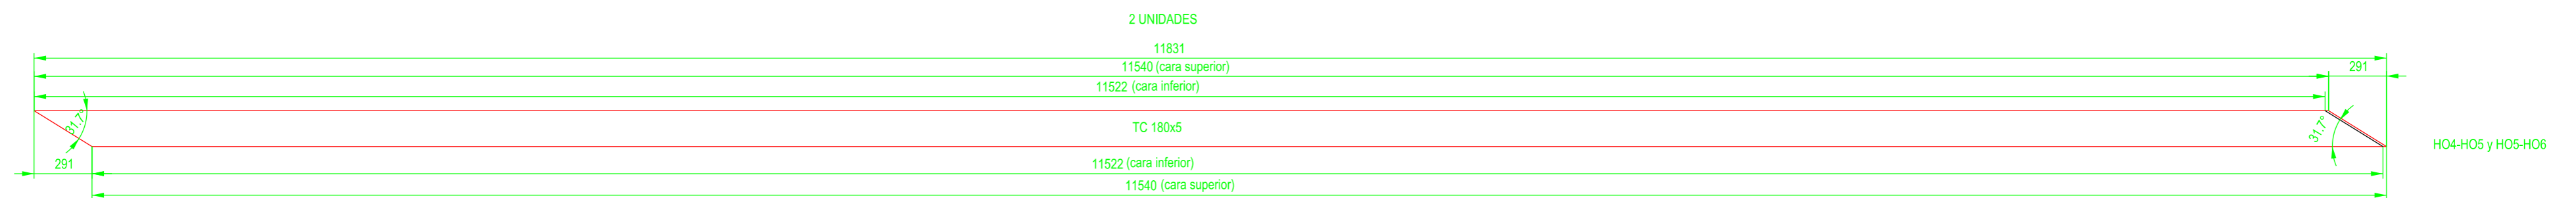 2 UNIDADES
11831
11540 (cara superior)
291
11522 (cara inferior)
31.7°
TC 180x5
31.7°
HO4-HO5 y HO5-HO6
291
11522 (cara inferior)
11540 (cara superior)